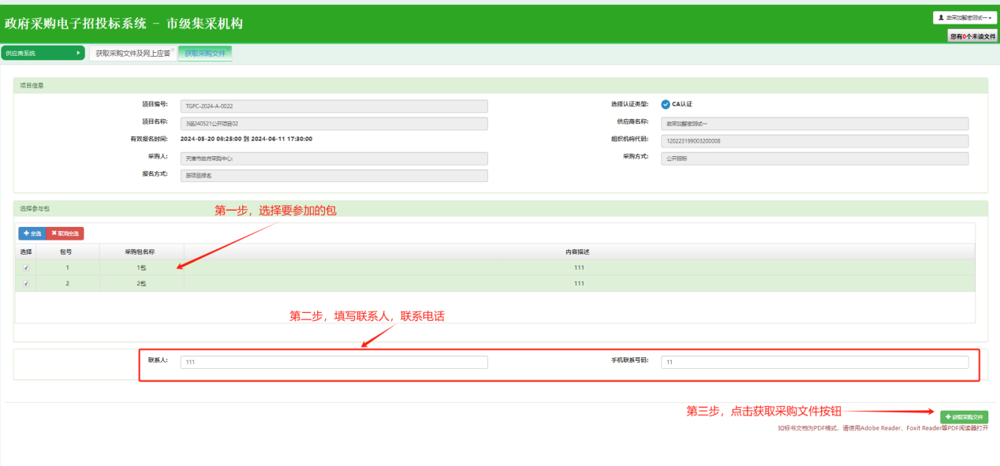 政府采购电子招投标系统 - 市级集采机构
政采加解密测试一
您有0个未读文件
供应商系统
获取采购文件及网上应答
获取采购文件
项目信息
项目编号: TGPC-2024-A-0022
选择认证类型: CA认证
项目名称: 3组240521公开项目02
供应商名称: 政采加解密测试一
有效报名时间: 2024-05-20 08:25:00 到 2024-06-11 17:30:00
组织机构代码: 120223199003200008
采购人: 天津市政府采购中心;
采购方式: 公开招标
报名方式: 按项目报名
选择参与包
第一步，选择要参加的包
全选 取消全选
选择 包号 采购包名称 内容描述
1 1包 111
2 2包 111
第二步，填写联系人，联系电话
联系人: 111
手机联系号码: 11
第三步，点击获取采购文件按钮
获取采购文件
如标书文档为PDF格式，请使用Adobe Reader、Foxit Reader等PDF阅读器打开